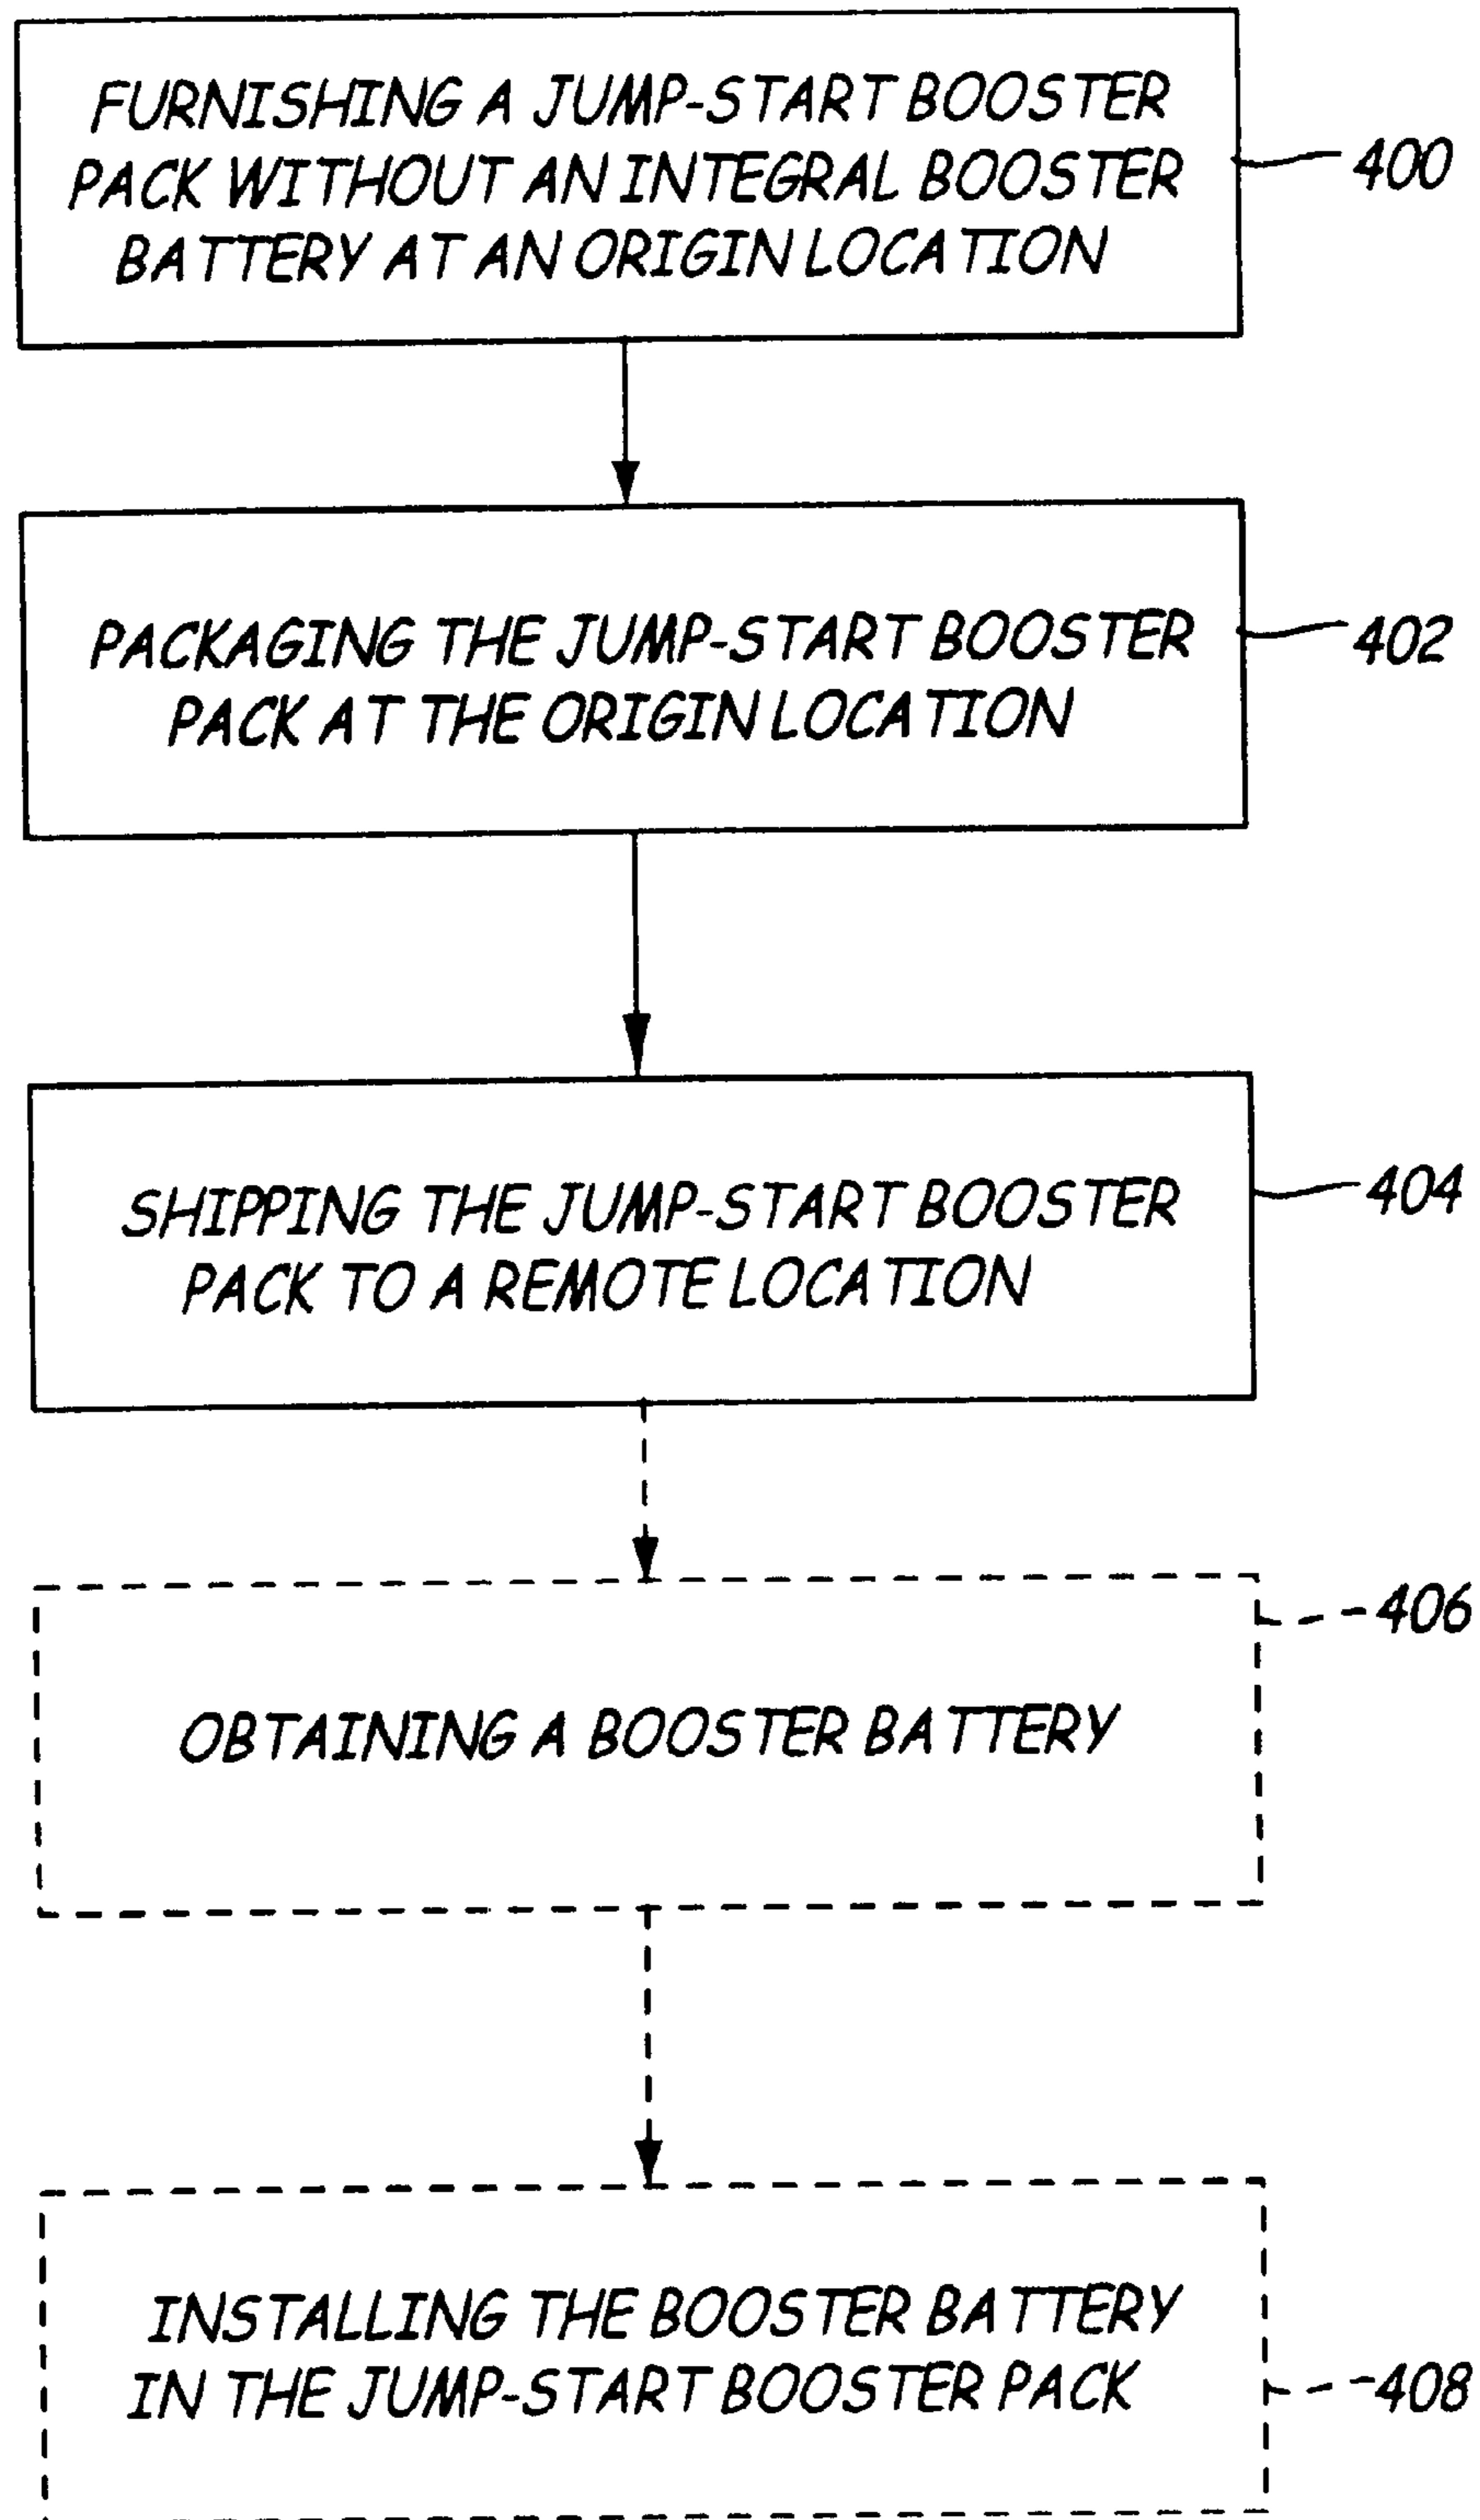 FURNISHING A JUMP-START BOOSTER
PACK WITHOUT AN INTEGRAL BOOSTER
BATTERY AT AN ORIGIN LOCATION
400
PACKAGING THE JUMP-START BOOSTER
PACK AT THE ORIGIN LOCATION
402
SHIPPING THE JUMP-START BOOSTER
PACK TO A REMOTE LOCATION
404
406
OBTAINING A BOOSTER BATTERY
INSTALLING THE BOOSTER BATTERY
IN THE JUMP-START BOOSTER PACK
408